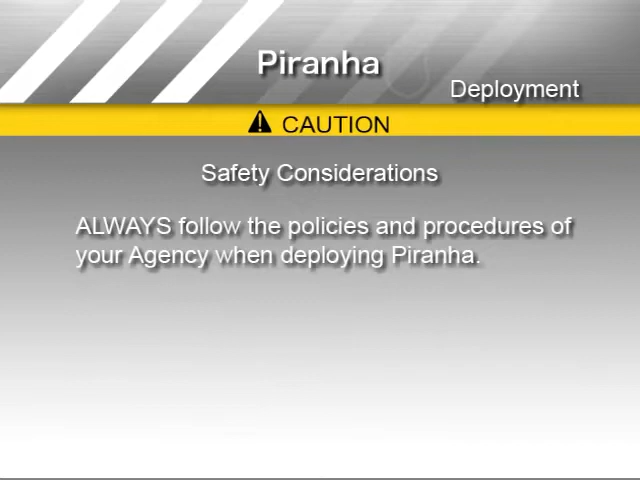 Piranha
Deployment
CAUTION
Safety Considerations
ALWAYS follow the policies and procedures of
your Agency when deploying Piranha.